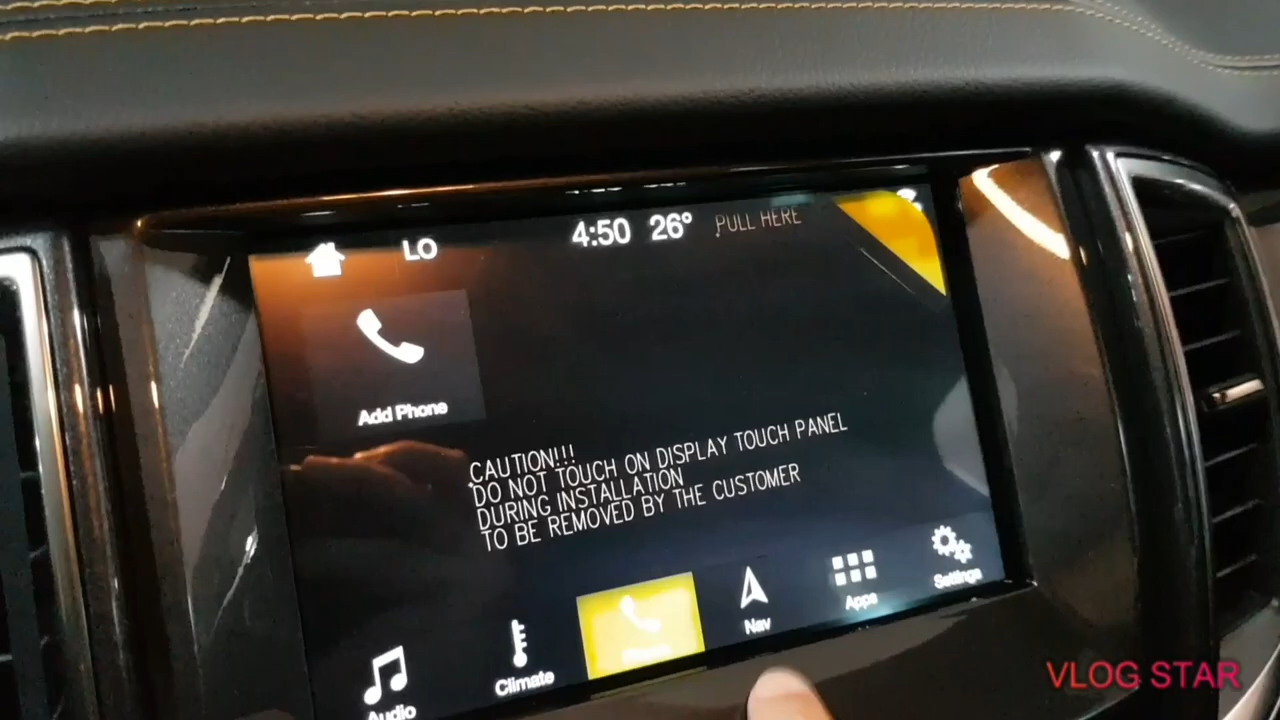 LO
4:50 26° PULL HERE
Add Phone
CAUTION!!!
DO NOT TOUCH ON DISPLAY TOUCH PANEL
DURING INSTALLATION
TO BE REMOVED BY THE CUSTOMER
Audio
Climate
Nav
Apps
Settings
VLOG STAR